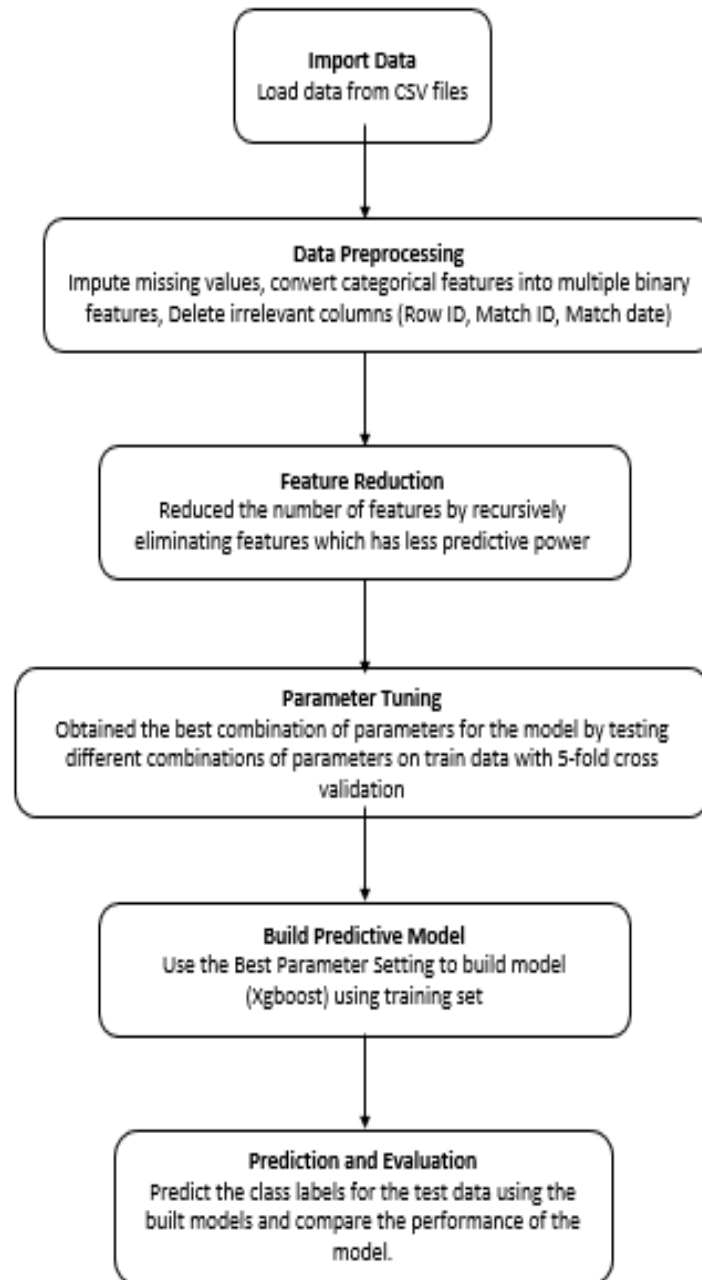 Import Data
Load data from CSV files
Data Preprocessing
Impute missing values, convert categorical features into multiple binary
features, Delete irrelevant columns (Row ID, Match ID, Match date)
Feature Reduction
Reduced the number of features by recursively
eliminating features which has less predictive power
Parameter Tuning
Obtained the best combination of parameters for the model by testing
different combinations of parameters on train data with 5-fold cross
validation
Build Predictive Model
Use the Best Parameter Setting to build model
(Xgboost) using training set
Prediction and Evaluation
Predict the class labels for the test data using the
built models and compare the performance of the
model.